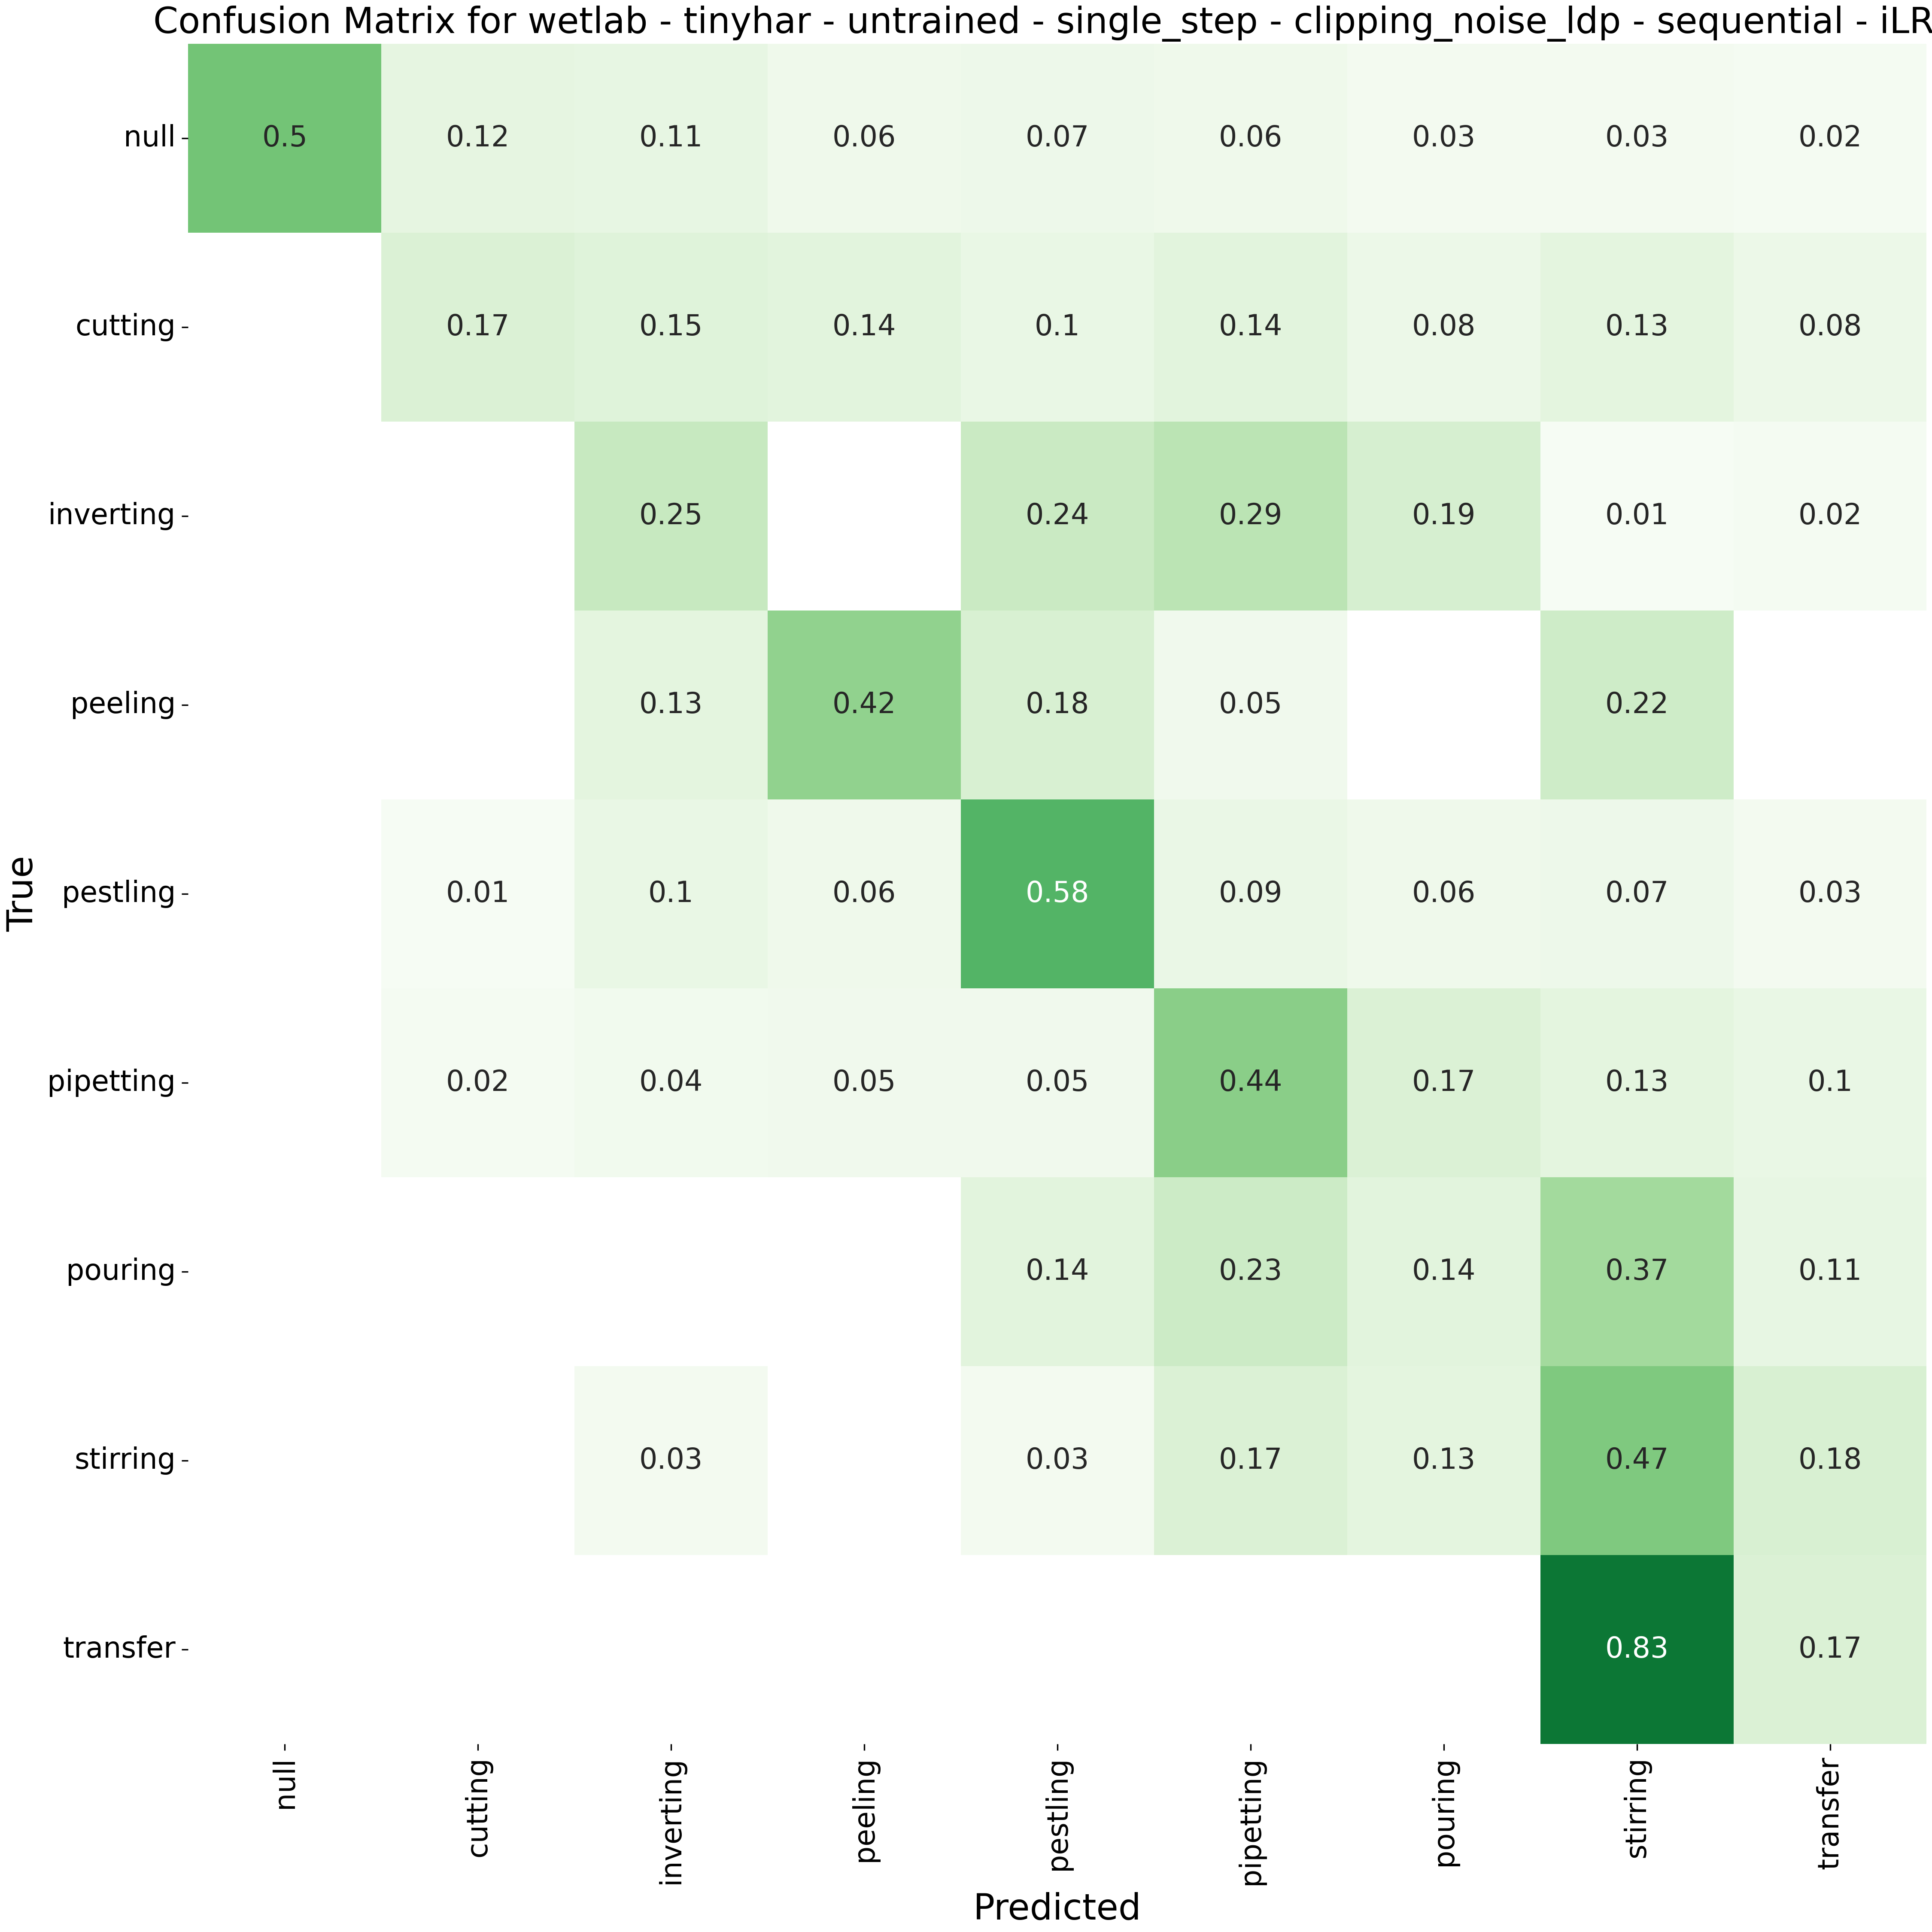 Confusion Matrix for wetlab - tinyhar - untrained - single_step - clipping_noise_ldp - sequential - iLR
null 0.5 0.12 0.11 0.06 0.07 0.06 0.03 0.03 0.02
cutting 0.17 0.15 0.14 0.1 0.14 0.08 0.13 0.08
inverting 0.25 0.24 0.29 0.19 0.01 0.02
peeling 0.13 0.42 0.18 0.05 0.22
pestling 0.01 0.1 0.06 0.58 0.09 0.06 0.07 0.03
pipetting 0.02 0.04 0.05 0.05 0.44 0.17 0.13 0.1
pouring 0.14 0.23 0.14 0.37 0.11
stirring 0.03 0.03 0.17 0.13 0.47 0.18
transfer 0.83 0.17
True
null cutting inverting peeling pestling pipetting pouring stirring transfer
Predicted